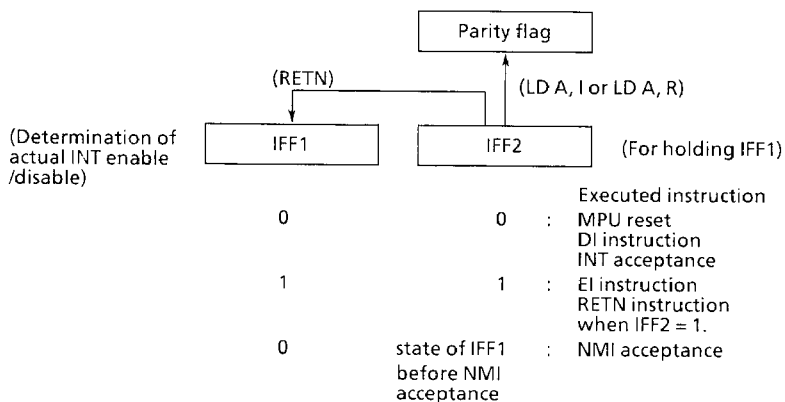 Parity flag
(RETN)
(LD A, I or LD A, R)
(Determination of
actual INT enable
/disable)
IFF1
IFF2
(For holding IFF1)
Executed instruction
0 0 : MPU reset
DI instruction
INT acceptance
1 1 : EI instruction
RETN instruction
when IFF2 = 1.
0 state of IFF1 : NMI acceptance
before NMI
acceptance